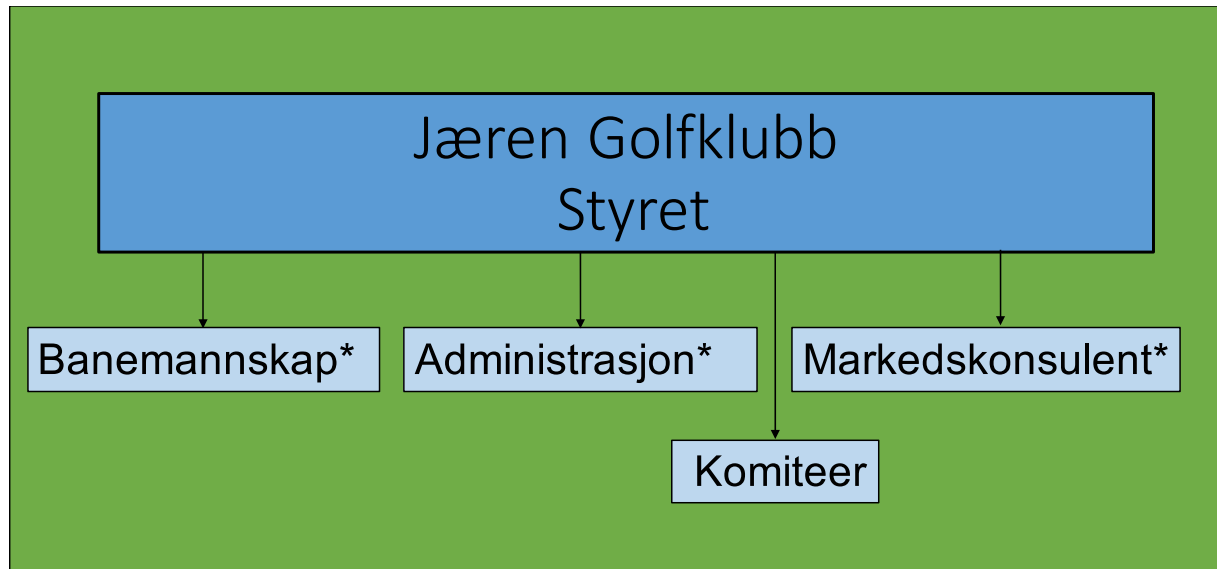 Jæren Golfklubb
Styret
Banemannskap*
Administrasjon*
Markedskonsulent*
Komiteer